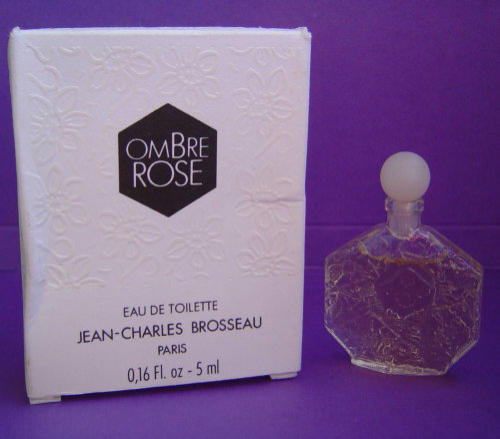 OMBRE
ROSE
EAU DE TOILETTE
JEAN-CHARLES BROSSEAU
PARIS
0,16 Fl. oz - 5 ml